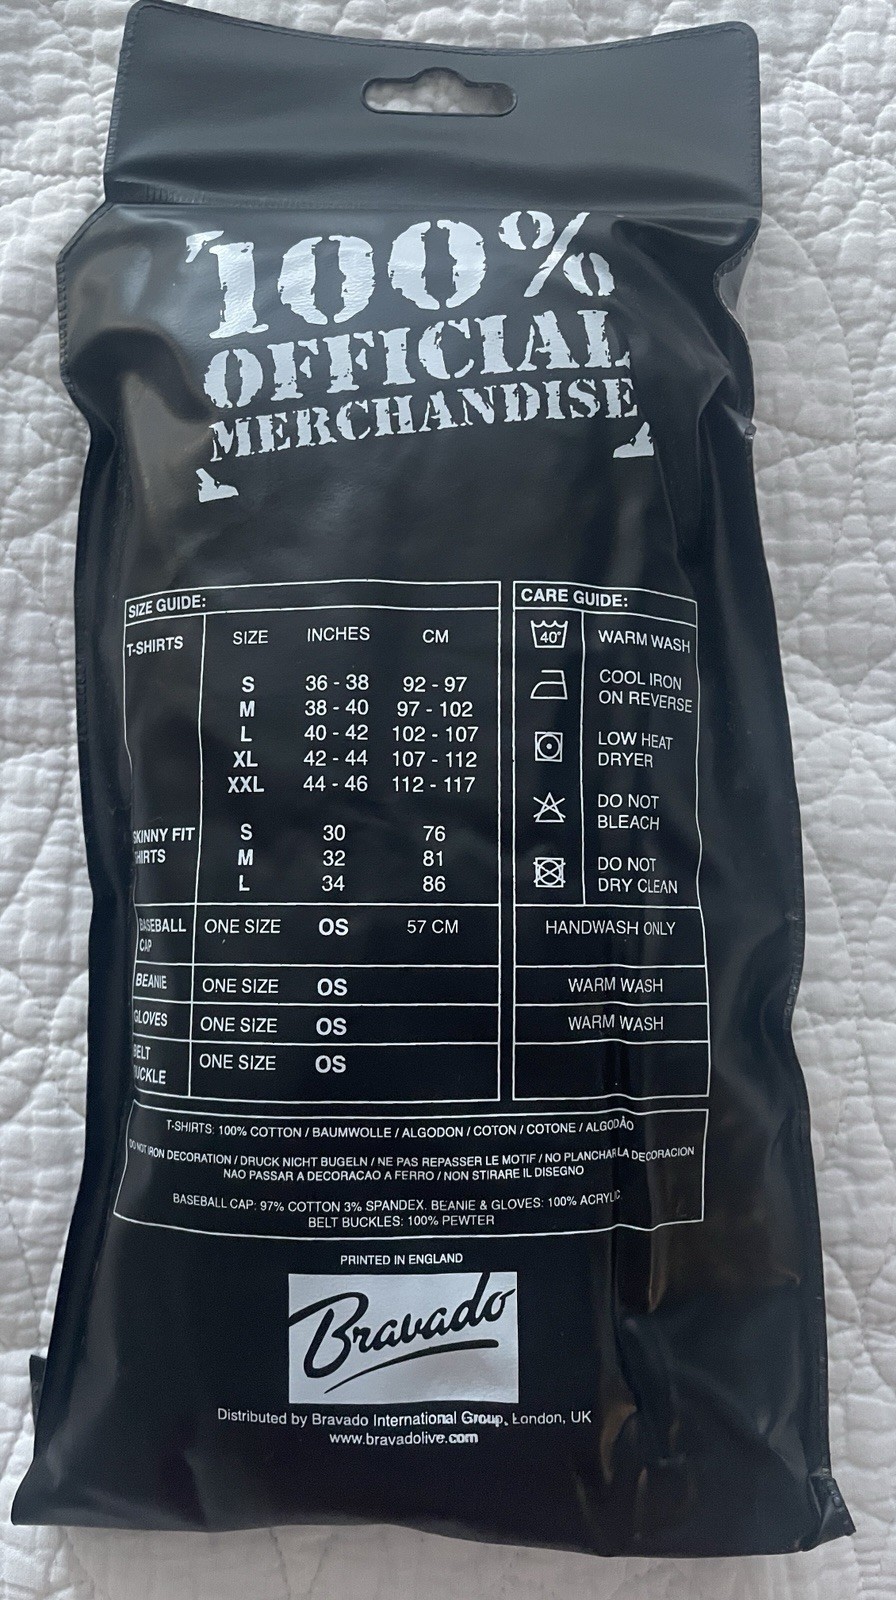 100%
OFFICIAL
MERCHANDISE
SIZE GUIDE:
T-SHIRTS SIZE INCHES CM
S 36 - 38 92 - 97
M 38 - 40 97 - 102
L 40 - 42 102 - 107
XL 42 - 44 107 - 112
XXL 44 - 46 112 - 117
SKINNY FIT S 30 76
HIRTS M 32 81
L 34 86
BASEBALL ONE SIZE OS 57 CM
CAP
BEANIE ONE SIZE OS
GLOVES ONE SIZE OS
BELT ONE SIZE OS
UCKLE
CARE GUIDE:
40° WARM WASH
COOL IRON
ON REVERSE
LOW HEAT
DRYER
DO NOT
BLEACH
DO NOT
DRY CLEAN
HANDWASH ONLY
WARM WASH
WARM WASH
T-SHIRTS: 100% COTTON / BAUMWOLLE / ALGODON / COTON / COTONE / ALGODÃO
DO NOT IRON DECORATION / DRUCK NICHT BUGELN / NE PAS REPASSER LE MOTIF / NO PLANCHAR LA DECORACION
NAO PASSAR A DECORACAO A FERRO / NON STIRARE IL DISEGNO
BASEBALL CAP: 97% COTTON 3% SPANDEX. BEANIE & GLOVES: 100% ACRYLIC
BELT BUCKLES: 100% PEWTER
PRINTED IN ENGLAND
Bravado
Distributed by Bravado International Group, London, UK
www.bravadolive.com